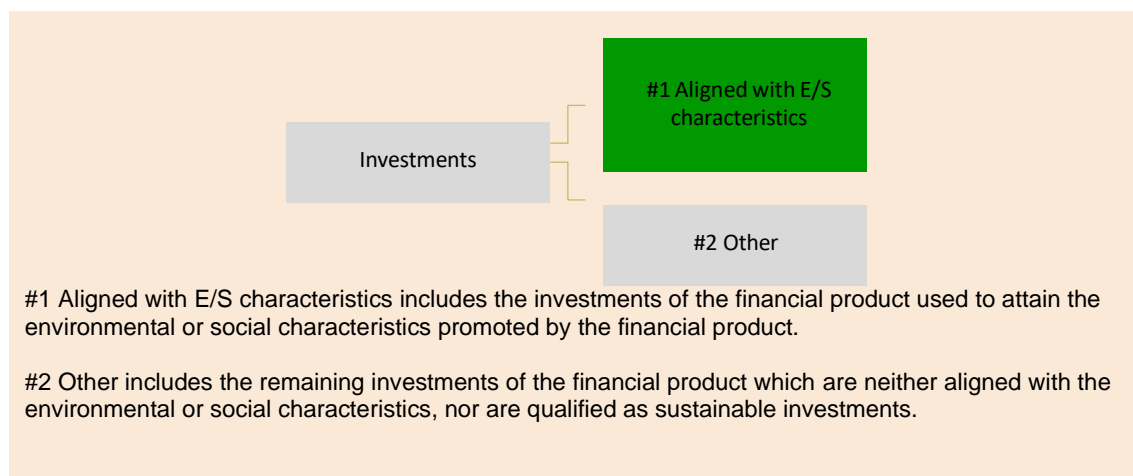 #1 Aligned with E/S
characteristics
Investments
#2 Other
#1 Aligned with E/S characteristics includes the investments of the financial product used to attain the
environmental or social characteristics promoted by the financial product.
#2 Other includes the remaining investments of the financial product which are neither aligned with the
environmental or social characteristics, nor are qualified as sustainable investments.